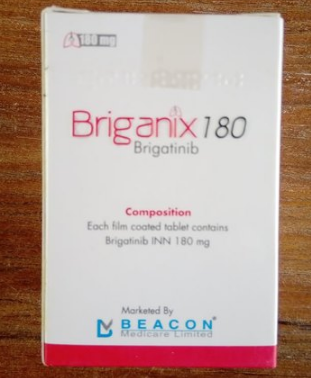 180 mg
Briganix 180
Brigatinib
Composition
Each film coated tablet contains
Brigatinib INN 180 mg
Marketed By
BEACON®
Medicare Limited